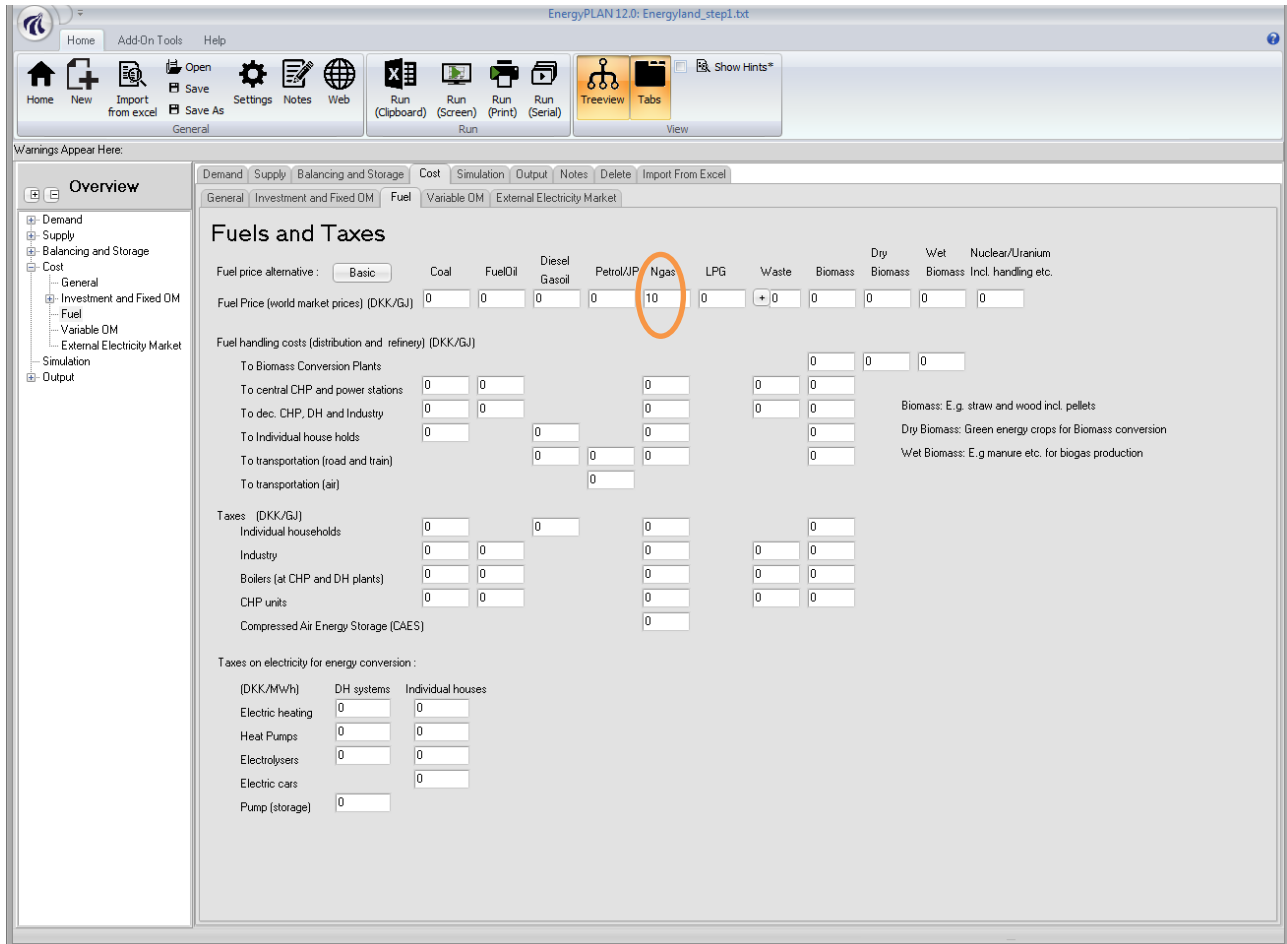 EnergyPLAN 12.0: Energyland_step1.txt
Home Add-On Tools Help
Home New Import from excel Open Save Save As Settings Notes Web Run (Clipboard) Run (Screen) Run (Print) Run (Serial) Treeview Tabs Show Hints*
General Run View
Warnings Appear Here:
Overview
Demand
Supply
Balancing and Storage
Cost
General
Investment and Fixed OM
Fuel
Variable OM
External Electricity Market
Simulation
Output
Demand Supply Balancing and Storage Cost Simulation Output Notes Delete Import From Excel
General Investment and Fixed OM Fuel Variable OM External Electricity Market
Fuels and Taxes
Fuel price alternative : Basic Coal FuelOil Diesel Gasoil Petrol/JP Ngas LPG Waste Biomass Dry Biomass Wet Biomass Nuclear/Uranium Incl. handling etc.
Fuel Price (world market prices) (DKK/GJ) 0 0 0 0 10 0 + 0 0 0 0 0
Fuel handling costs (distribution and refinery) (DKK/GJ)
To Biomass Conversion Plants 0 0 0
To central CHP and power stations 0 0 0 0 0
To dec. CHP, DH and Industry 0 0 0 0 0
To Individual house holds 0 0 0 0
To transportation (road and train) 0 0 0 0
To transportation (air) 0
Biomass: E.g. straw and wood incl. pellets
Dry Biomass: Green energy crops for Biomass conversion
Wet Biomass: E.g manure etc. for biogas production
Taxes (DKK/GJ)
Individual households 0 0 0 0
Industry 0 0 0 0 0
Boilers (at CHP and DH plants) 0 0 0 0 0
CHP units 0 0 0 0 0
Compressed Air Energy Storage (CAES) 0
Taxes on electricity for energy conversion :
(DKK/MWh) DH systems Individual houses
Electric heating 0 0
Heat Pumps 0 0
Electrolysers 0 0
Electric cars 0
Pump (storage) 0